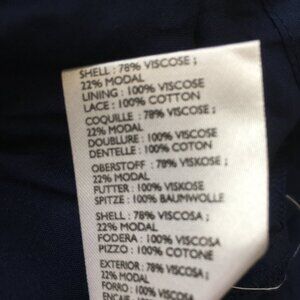 SHELL : 78% VISCOSE ;
22% MODAL
LINING : 100% VISCOSE
LACE : 100% COTTON
COQUILLE : 78% VISCOSE ;
22% MODAL
DOUBLURE : 100% VISCOSE
DENTELLE : 100% COTON
OBERSTOFF : 78% VISKOSE ;
22% MODAL
FUTTER : 100% VISKOSE
SPITZE : 100% BAUMWOLLE
SHELL : 78% VISCOSA ;
22% MODAL
FODERA : 100% VISCOSA
PIZZO : 100% COTONE
EXTERIOR : 78% VISCOSA ;
22% MODAL
FORRO : 100% VISCOSA
ENCAJE